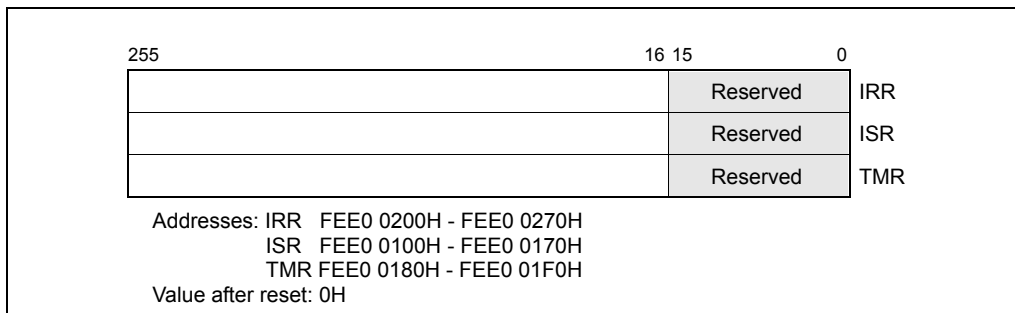 255 16 15 0
Reserved IRR
Reserved ISR
Reserved TMR
Addresses: IRR FEE0 0200H - FEE0 0270H
ISR FEE0 0100H - FEE0 0170H
TMR FEE0 0180H - FEE0 01F0H
Value after reset: 0H